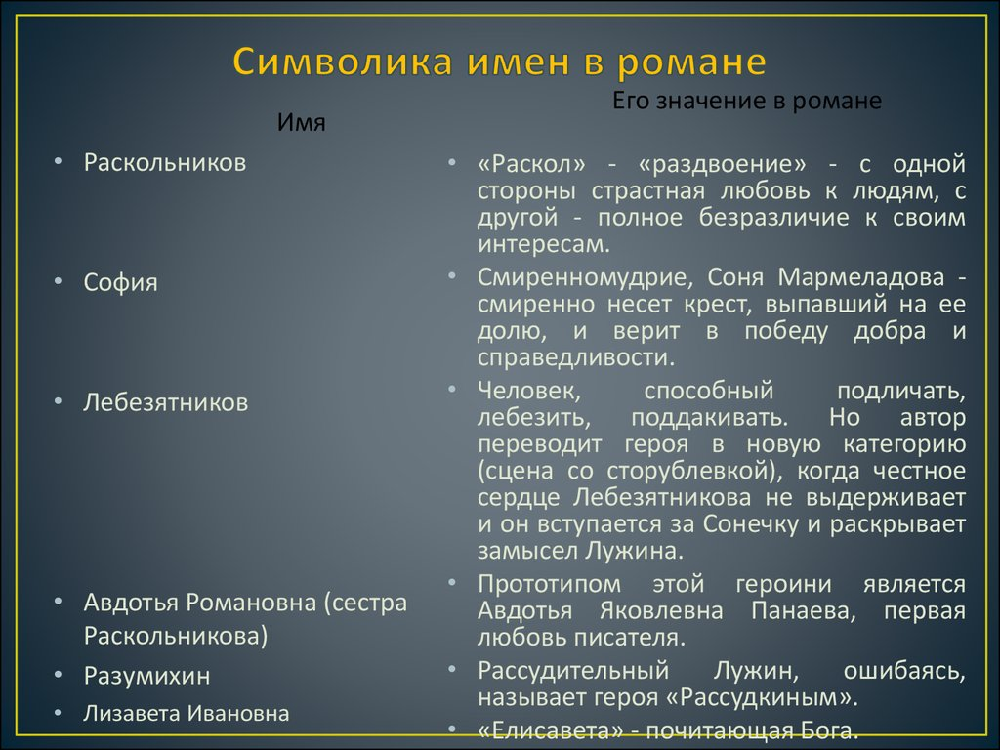 Символика имен в романе
Имя
• Раскольников
• София
• Лебезятников
• Авдотья Романовна (сестра
Раскольникова)
• Разумихин
• Лизавета Ивановна
Его значение в романе
• «Раскол» - «раздвоение» - с одной
стороны страстная любовь к людям, с
другой - полное безразличие к своим
интересам.
• Смиренномудрие, Соня Мармеладова -
смиренно несет крест, выпавший на ее
долю, и верит в победу добра и
справедливости.
• Человек, способный подличать,
лебезить, поддакивать. Но автор
переводит героя в новую категорию
(сцена со сторублевкой), когда честное
сердце Лебезятникова не выдерживает
и он вступается за Сонечку и раскрывает
замысел Лужина.
• Прототипом этой героини является
Авдотья Яковлевна Панаева, первая
любовь писателя.
• Рассудительный Лужин, ошибаясь,
называет героя «Рассудкиным».
• «Елисавета» - почитающая Бога.